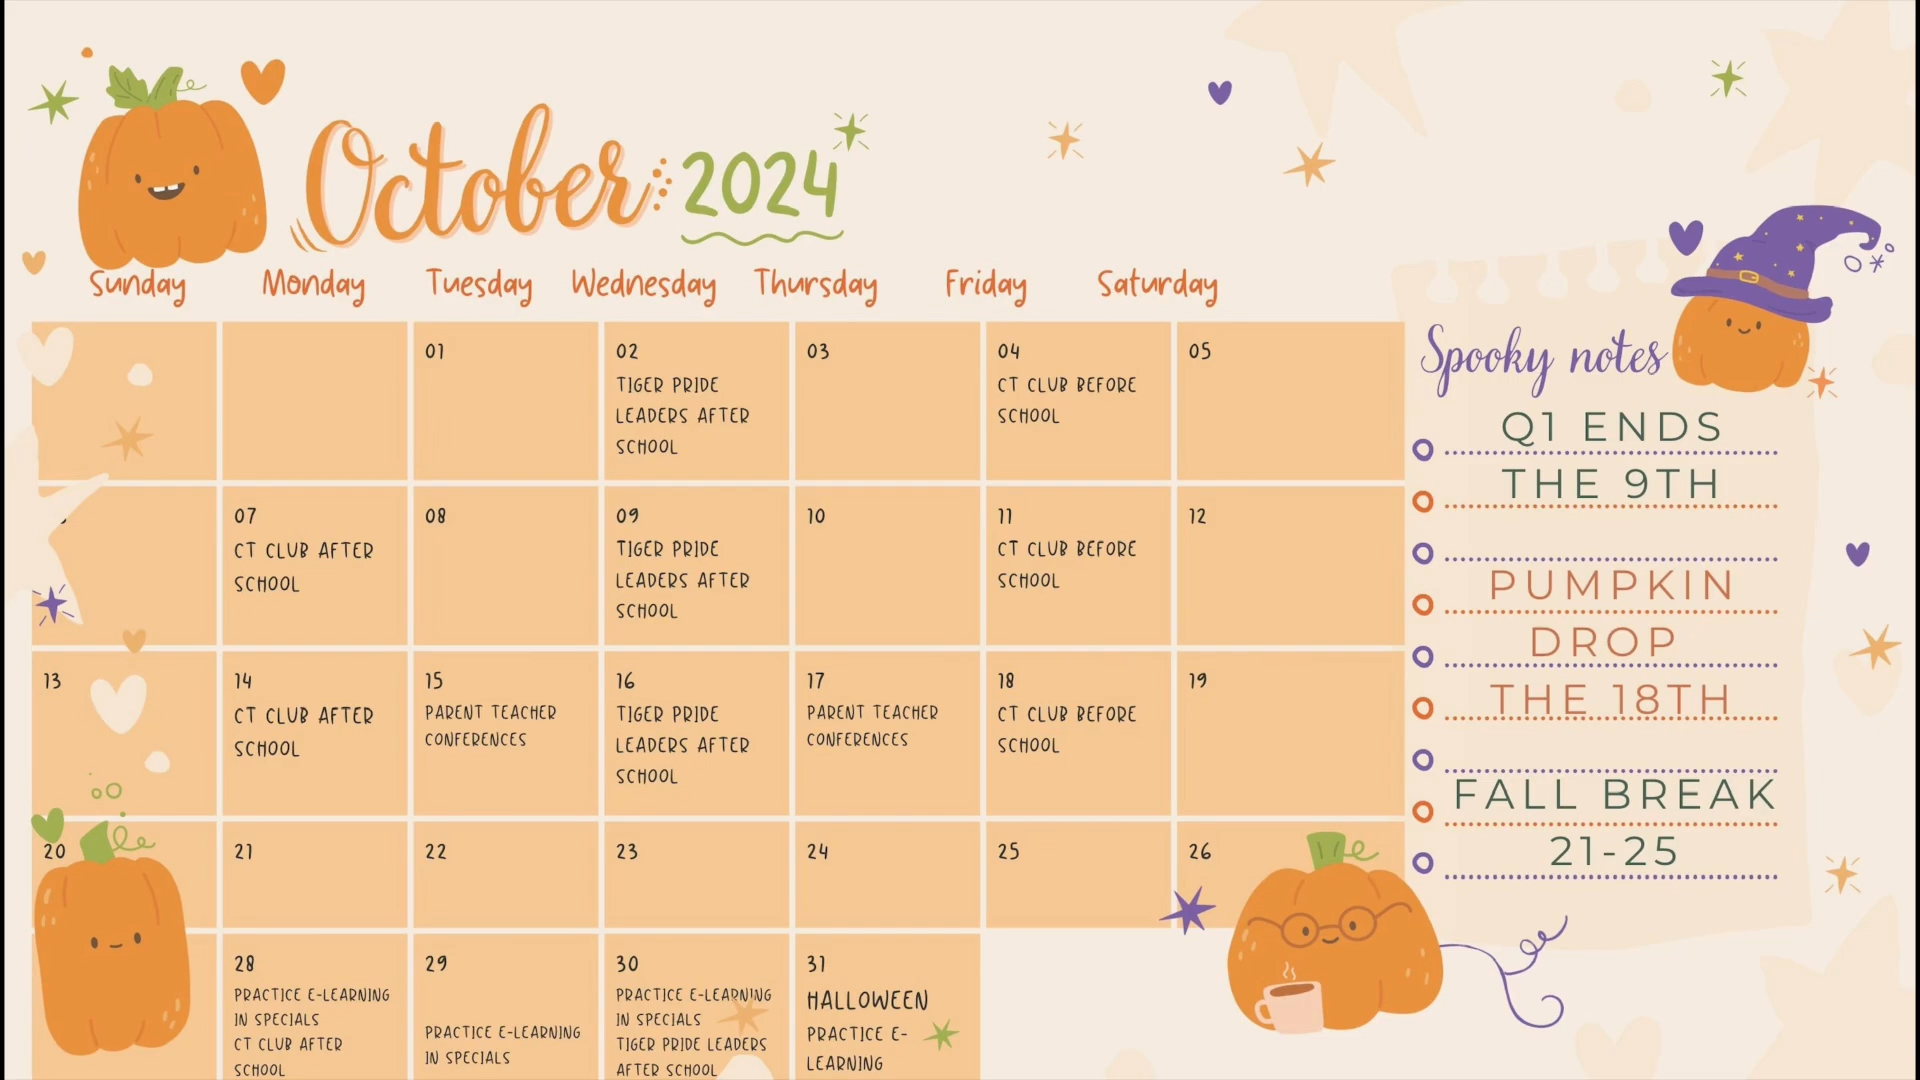 October 2024
Sunday Monday Tuesday Wednesday Thursday Friday Saturday
01
02
TIGER PRIDE
LEADERS AFTER
SCHOOL
03
04
CT CLUB BEFORE
SCHOOL
05
07
CT CLUB AFTER
SCHOOL
08
09
TIGER PRIDE
LEADERS AFTER
SCHOOL
10
11
CT CLUB BEFORE
SCHOOL
12
13
14
CT CLUB AFTER
SCHOOL
15
PARENT TEACHER
CONFERENCES
16
TIGER PRIDE
LEADERS AFTER
SCHOOL
17
PARENT TEACHER
CONFERENCES
18
CT CLUB BEFORE
SCHOOL
19
20
21
22
23
24
25
26
28
PRACTICE E-LEARNING
IN SPECIALS
CT CLUB AFTER
SCHOOL
29
PRACTICE E-LEARNING
IN SPECIALS
30
PRACTICE E-LEARNING
IN SPECIALS
TIGER PRIDE LEADERS
AFTER SCHOOL
31
HALLOWEEN
PRACTICE E-
LEARNING
Spooky notes
Q1 ENDS
THE 9TH
PUMPKIN
DROP
THE 18TH
FALL BREAK
21-25